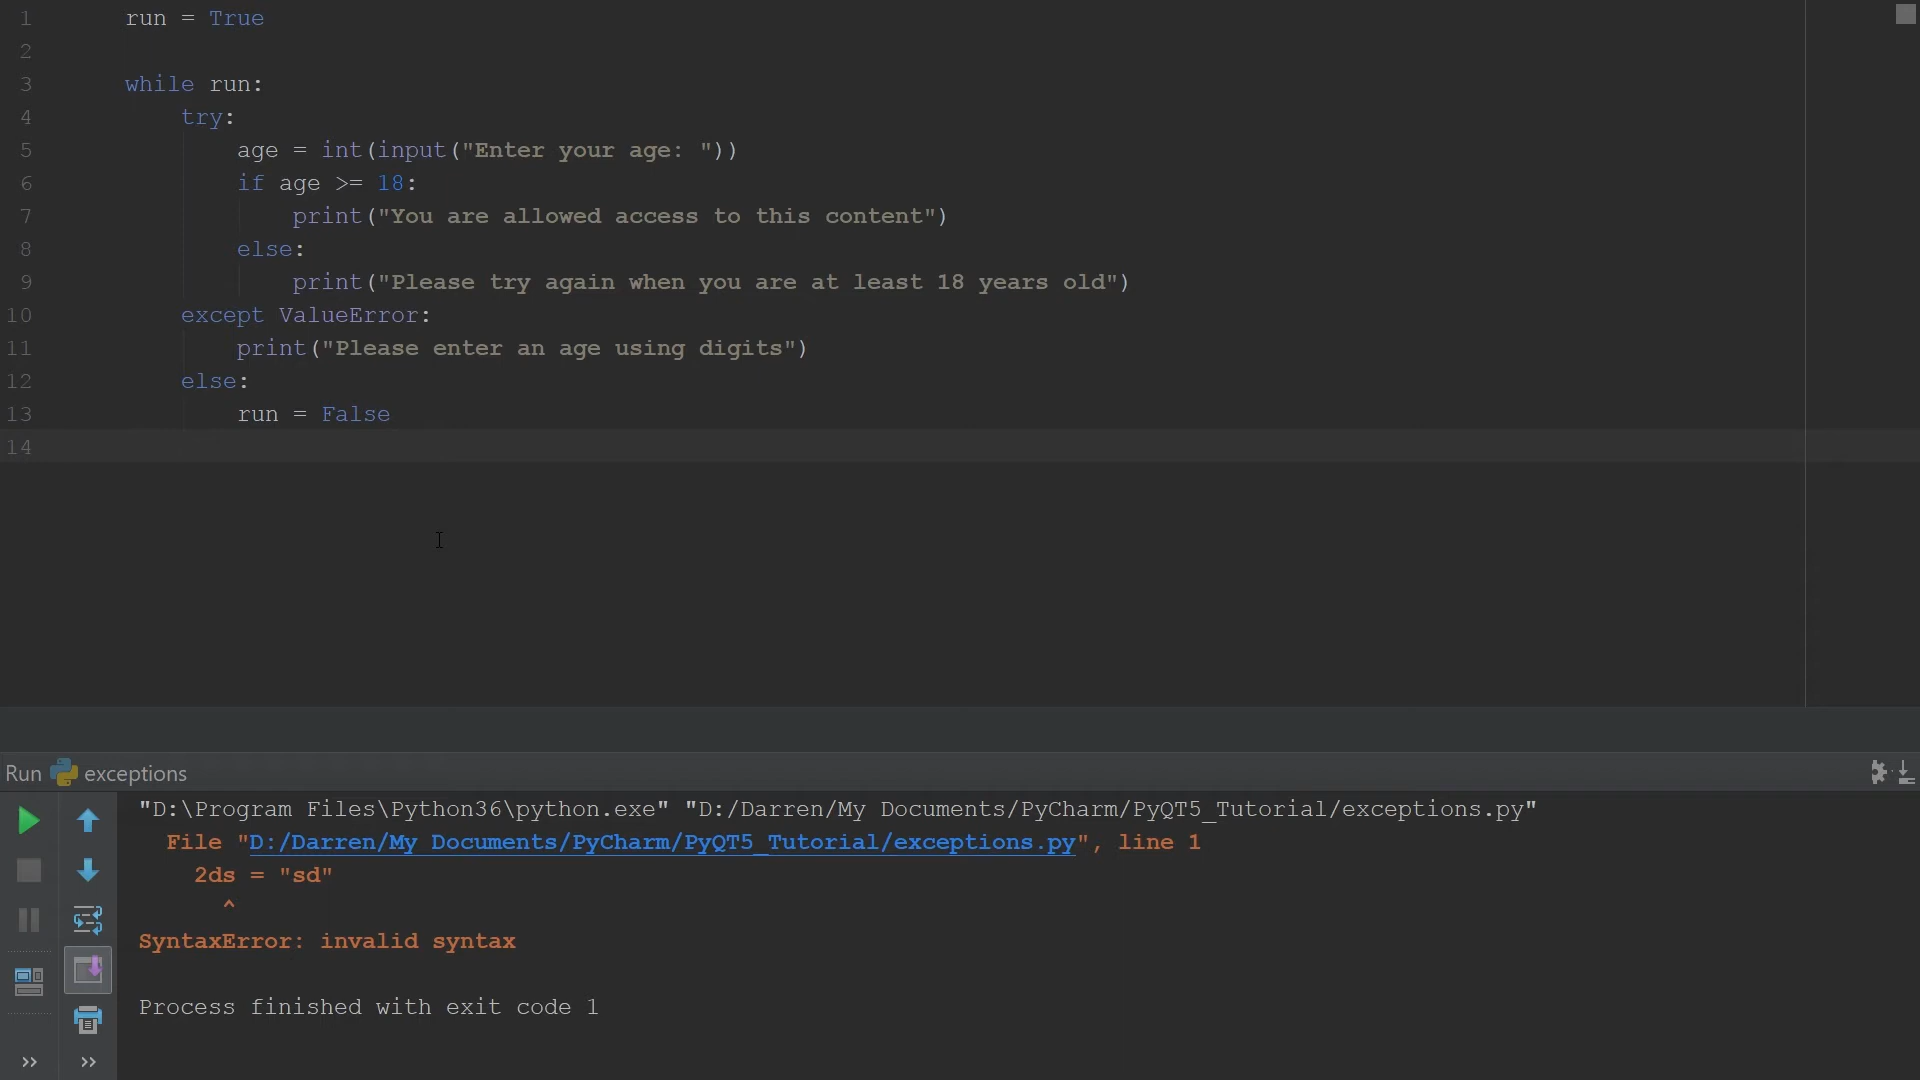 1 run = True
2
3 while run:
4 try:
5 age = int(input("Enter your age: "))
6 if age >= 18:
7 print("You are allowed access to this content")
8 else:
9 print("Please try again when you are at least 18 years old")
10 except ValueError:
11 print("Please enter an age using digits")
12 else:
13 run = False
14
Run exceptions
"D:\Program Files\Python36\python.exe" "D:/Darren/My Documents/PyCharm/PyQT5_Tutorial/exceptions.py"
File "D:/Darren/My Documents/PyCharm/PyQT5_Tutorial/exceptions.py", line 1
2ds = "sd"
^
SyntaxError: invalid syntax
Process finished with exit code 1